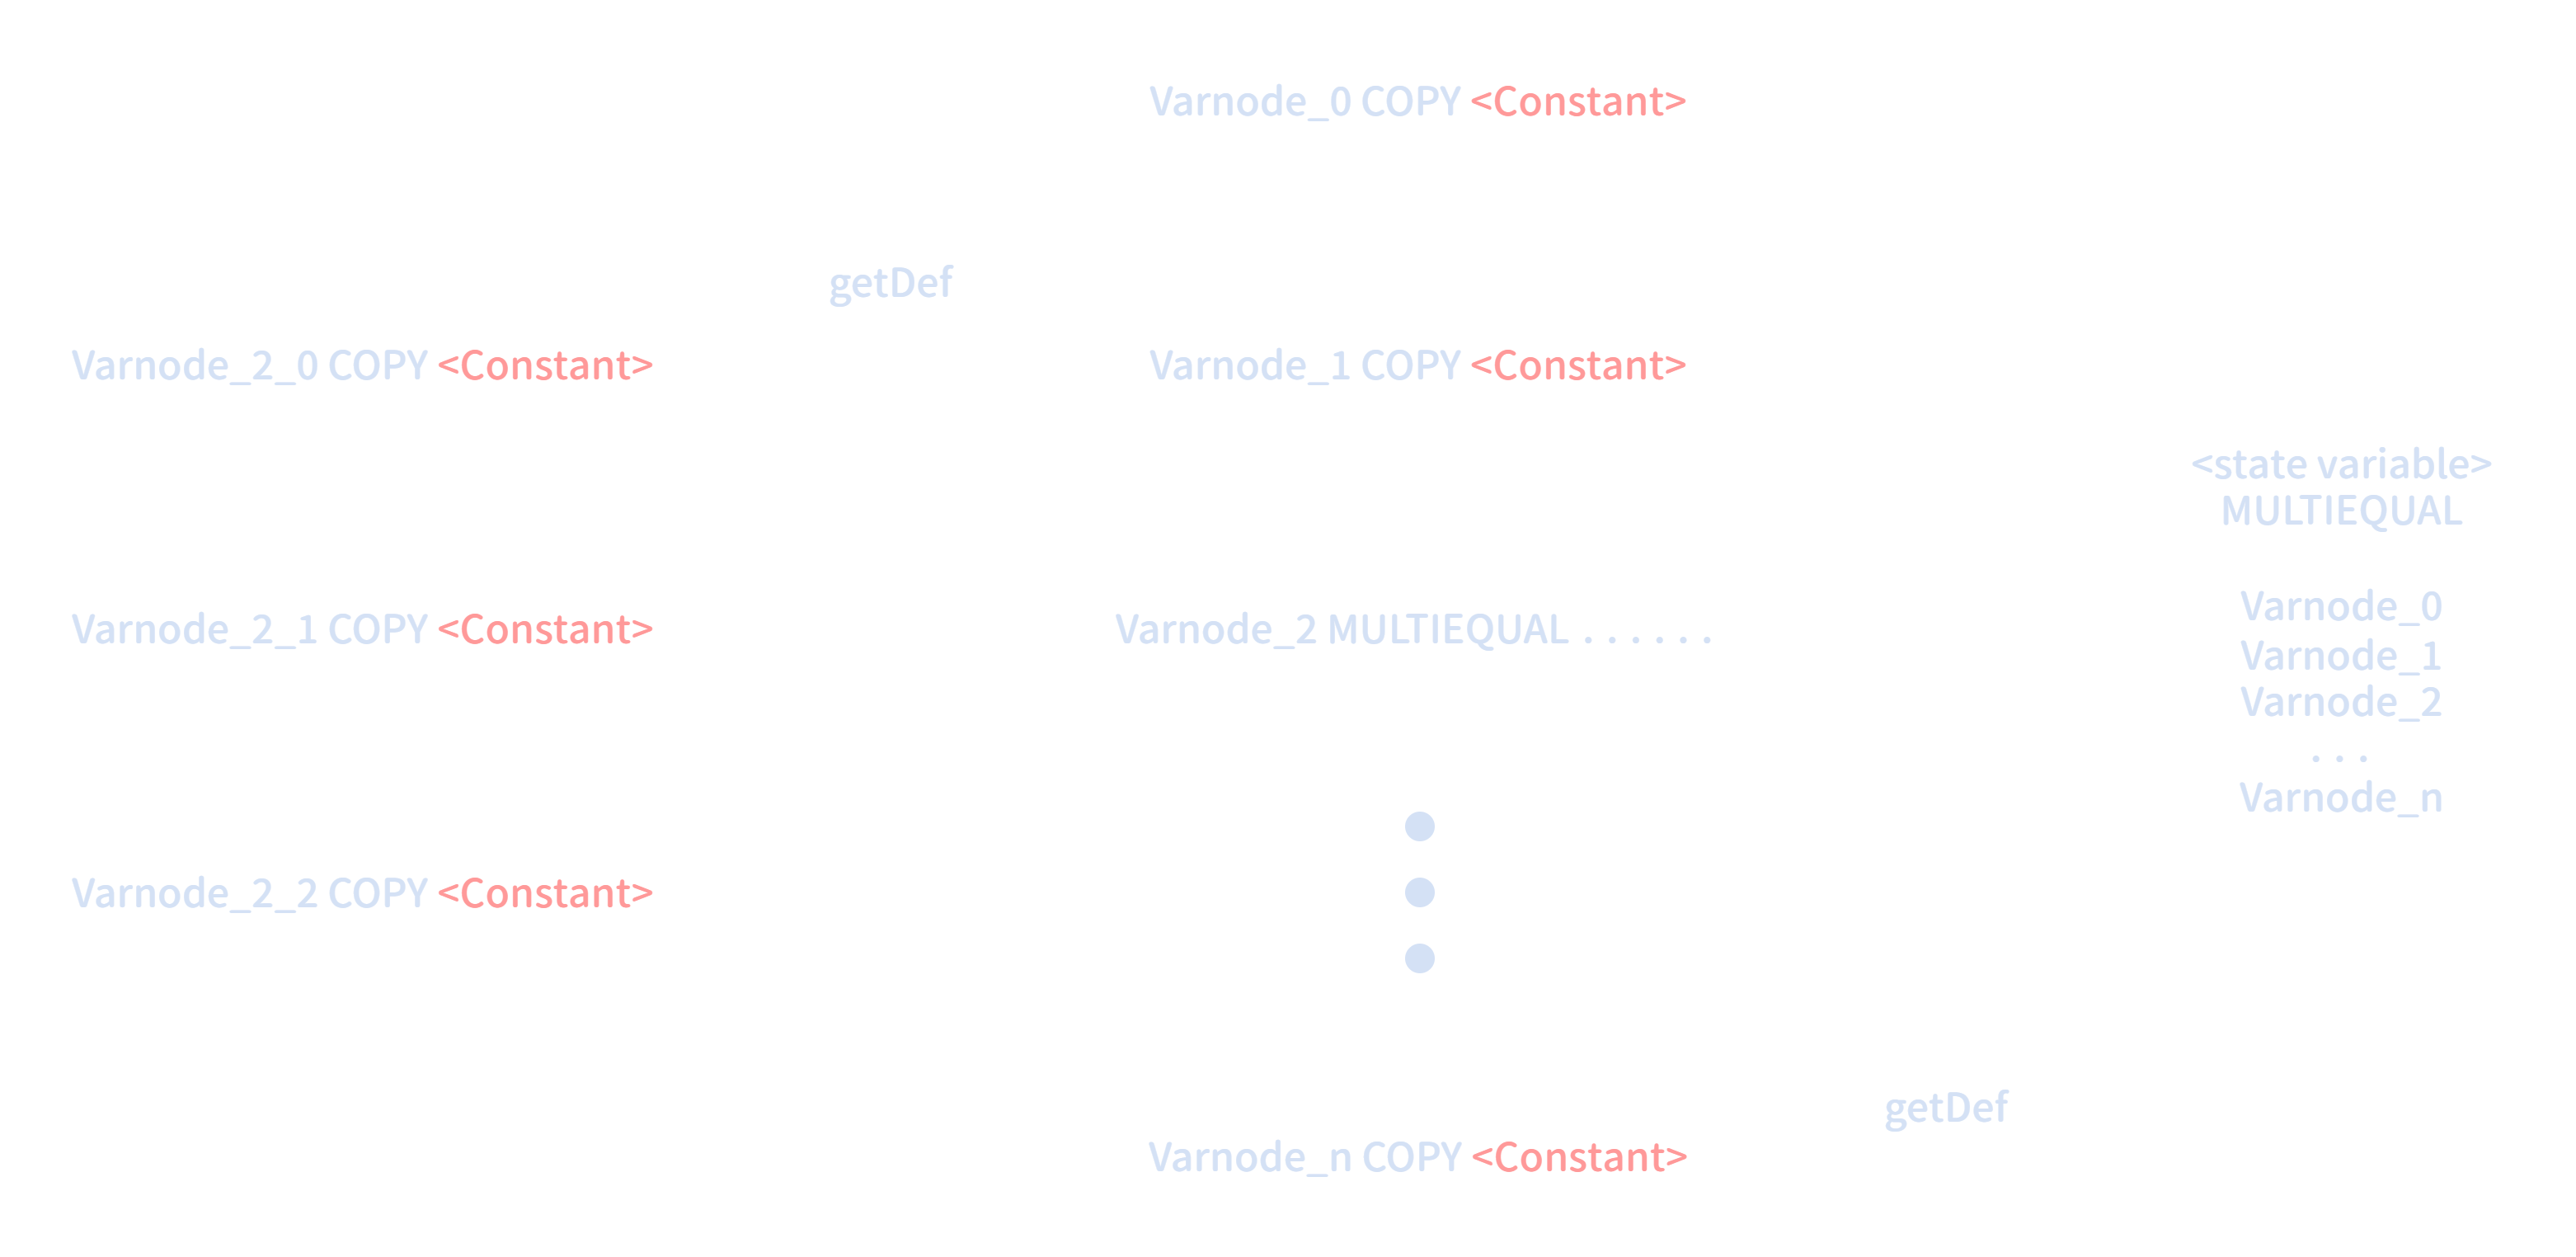 Varnode_0 COPY <Constant>
getDef
Varnode_2_0 COPY <Constant>
Varnode_1 COPY <Constant>
<state variable>
MULTIEQUAL
Varnode_2_1 COPY <Constant>
Varnode_2 MULTIEQUAL ......
Varnode_0
Varnode_1
Varnode_2
...
Varnode_n
Varnode_2_2 COPY <Constant>
getDef
Varnode_n COPY <Constant>